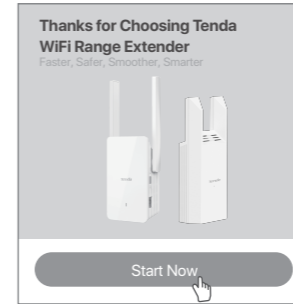 Thanks for Choosing Tenda
WiFi Range Extender
Faster, Safer, Smoother, Smarter
Start Now